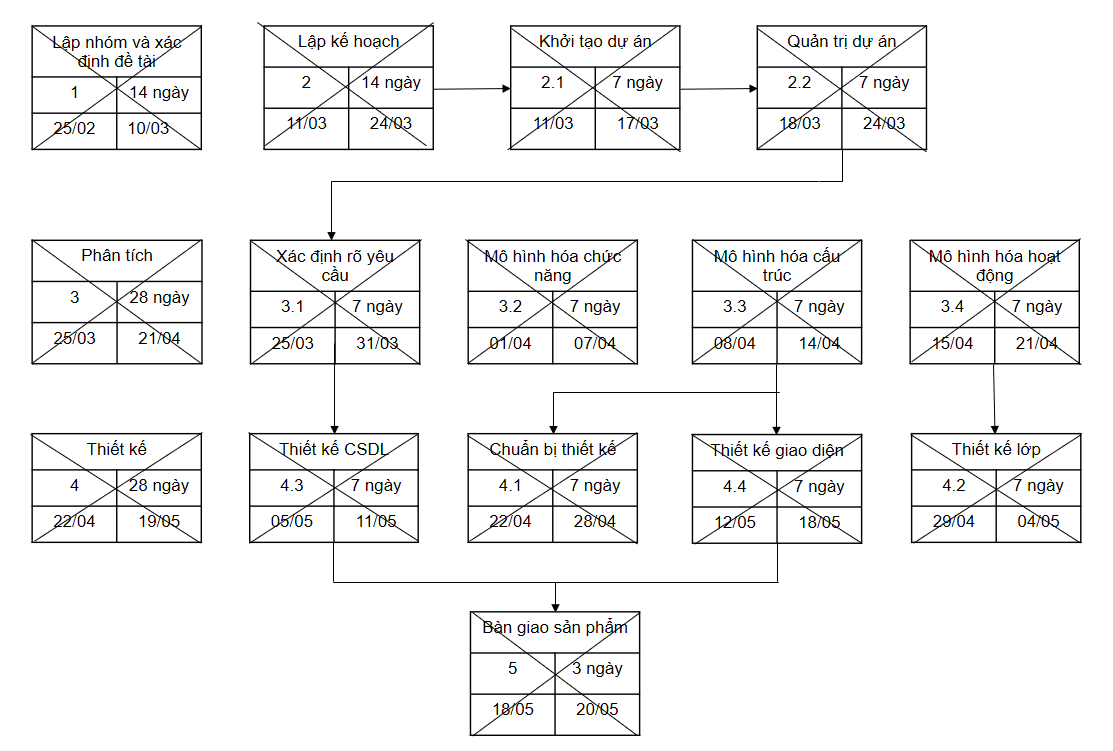 Lập nhóm và xác
định đề tài
1
14 ngày
25/02
10/03
Lập kế hoạch
2
14 ngày
11/03
24/03
Khởi tạo dự án
2.1
7 ngày
11/03
17/03
Quản trị dự án
2.2
7 ngày
18/03
24/03
Phân tích
3
28 ngày
25/03
21/04
Xác định rõ yêu
cầu
3.1
7 ngày
25/03
31/03
Mô hình hóa chức
năng
3.2
7 ngày
01/04
07/04
Mô hình hóa cấu
trúc
3.3
7 ngày
08/04
14/04
Mô hình hóa hoạt
động
3.4
7 ngày
15/04
21/04
Thiết kế
4
28 ngày
22/04
19/05
Thiết kế CSDL
4.3
7 ngày
05/05
11/05
Chuẩn bị thiết kế
4.1
7 ngày
22/04
28/04
Thiết kế giao diện
4.4
7 ngày
12/05
18/05
Thiết kế lớp
4.2
7 ngày
29/04
04/05
Bàn giao sản phẩm
5
3 ngày
18/05
20/05